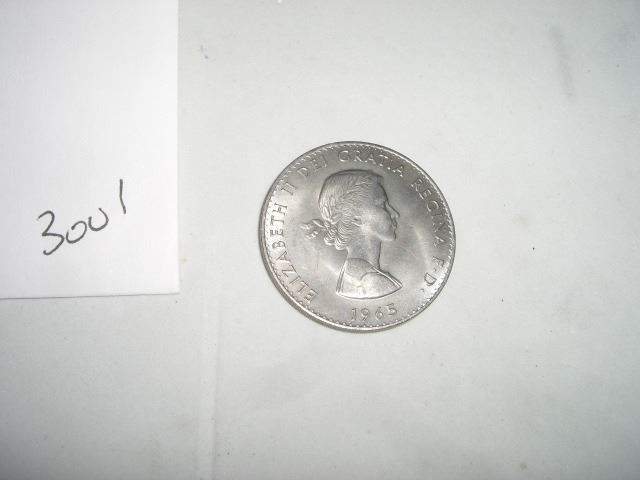 3001
ELIZABETH II DEI GRATIA REGINA F·D·
1965